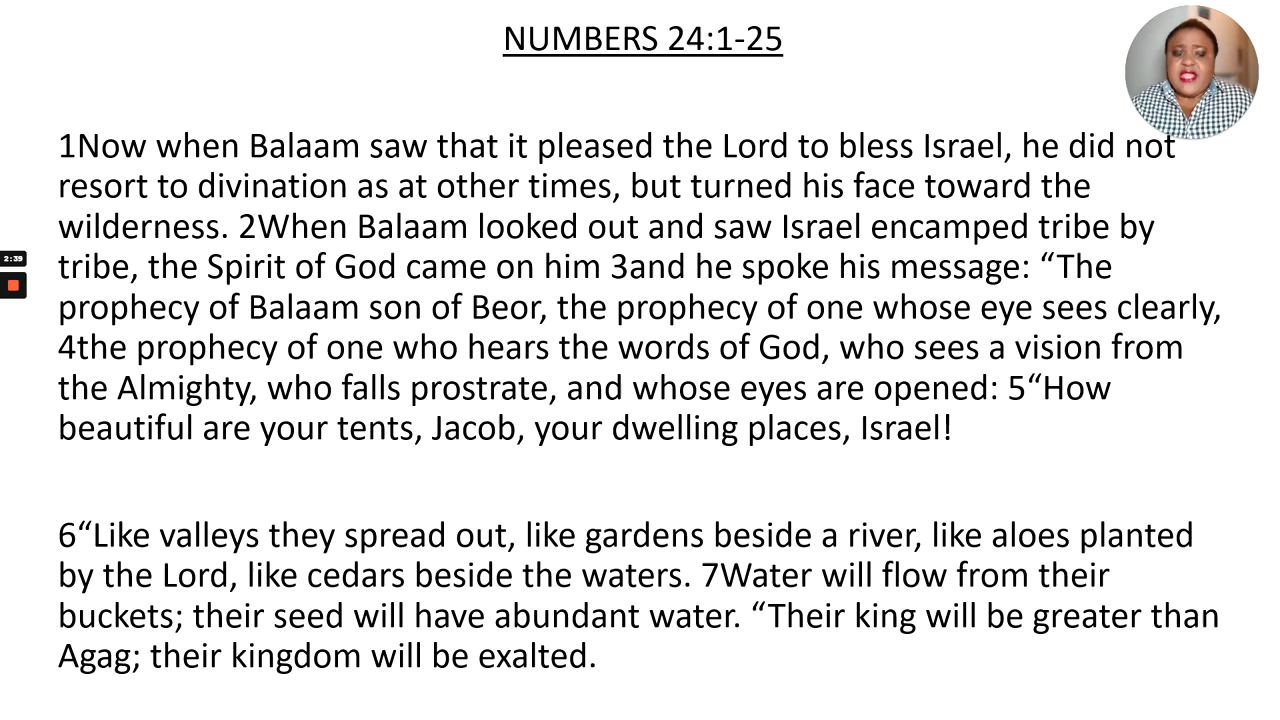 NUMBERS 24:1-25
1Now when Balaam saw that it pleased the Lord to bless Israel, he did not
resort to divination as at other times, but turned his face toward the
wilderness. 2When Balaam looked out and saw Israel encamped tribe by
tribe, the Spirit of God came on him 3and he spoke his message: “The
prophecy of Balaam son of Beor, the prophecy of one whose eye sees clearly,
4the prophecy of one who hears the words of God, who sees a vision from
the Almighty, who falls prostrate, and whose eyes are opened: 5“How
beautiful are your tents, Jacob, your dwelling places, Israel!
6“Like valleys they spread out, like gardens beside a river, like aloes planted
by the Lord, like cedars beside the waters. 7Water will flow from their
buckets; their seed will have abundant water. “Their king will be greater than
Agag; their kingdom will be exalted.
2:39